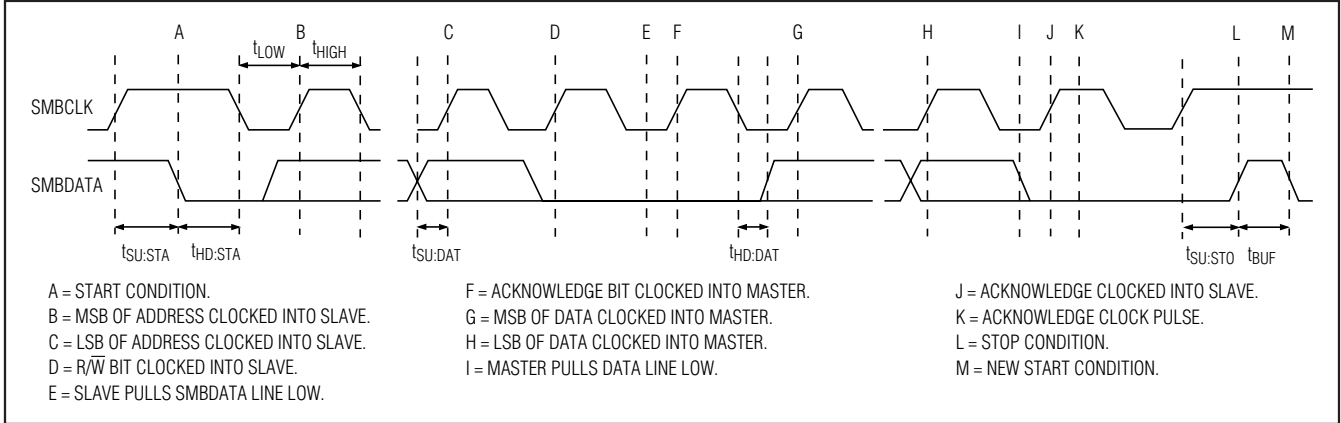 A B C D E F G H I J K L M
tLOW tHIGH
SMBCLK
SMBDATA
tSU:STA tHD:STA tSU:DAT tHD:DAT tSU:STO tBUF
A = START CONDITION.
B = MSB OF ADDRESS CLOCKED INTO SLAVE.
C = LSB OF ADDRESS CLOCKED INTO SLAVE.
D = R/W̅ BIT CLOCKED INTO SLAVE.
E = SLAVE PULLS SMBDATA LINE LOW.
F = ACKNOWLEDGE BIT CLOCKED INTO MASTER.
G = MSB OF DATA CLOCKED INTO MASTER.
H = LSB OF DATA CLOCKED INTO MASTER.
I = MASTER PULLS DATA LINE LOW.
J = ACKNOWLEDGE CLOCKED INTO SLAVE.
K = ACKNOWLEDGE CLOCK PULSE.
L = STOP CONDITION.
M = NEW START CONDITION.